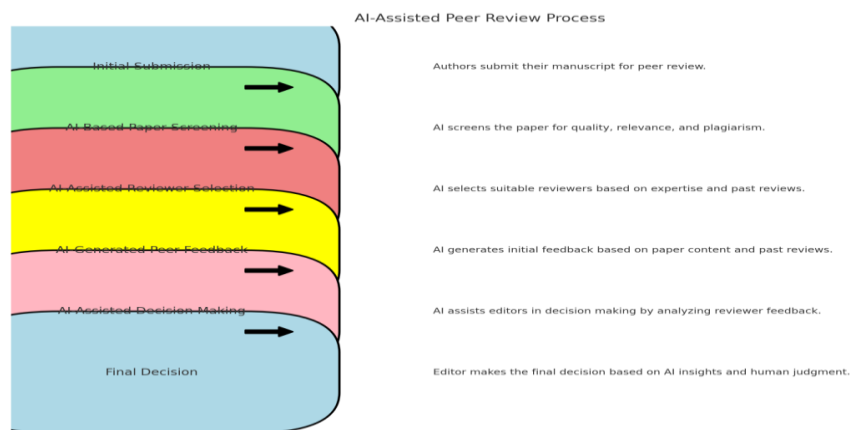 AI-Assisted Peer Review Process
Initial Submission
Authors submit their manuscript for peer review.
AI-Based Paper Screening
AI screens the paper for quality, relevance, and plagiarism.
AI-Assisted Reviewer Selection
AI selects suitable reviewers based on expertise and past reviews.
AI-Generated Peer Feedback
AI generates initial feedback based on paper content and past reviews.
AI-Assisted Decision Making
AI assists editors in decision making by analyzing reviewer feedback.
Final Decision
Editor makes the final decision based on AI insights and human judgment.